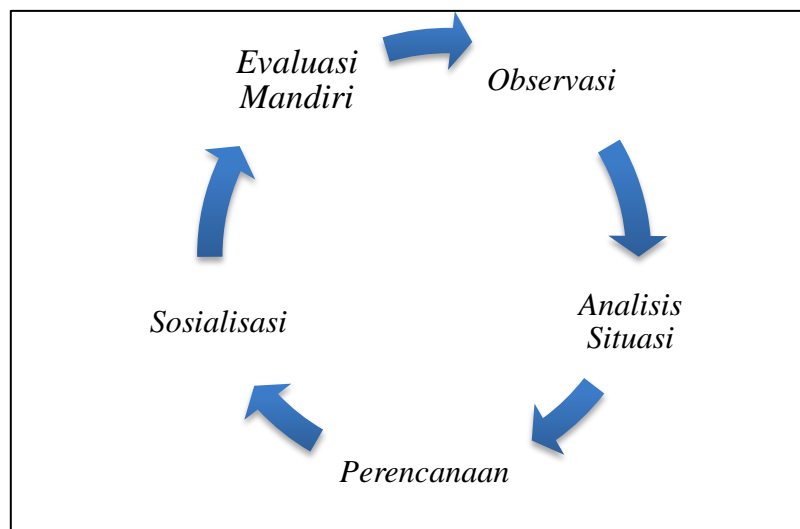 Evaluasi
Mandiri
Observasi
Analisis
Situasi
Perencanaan
Sosialisasi